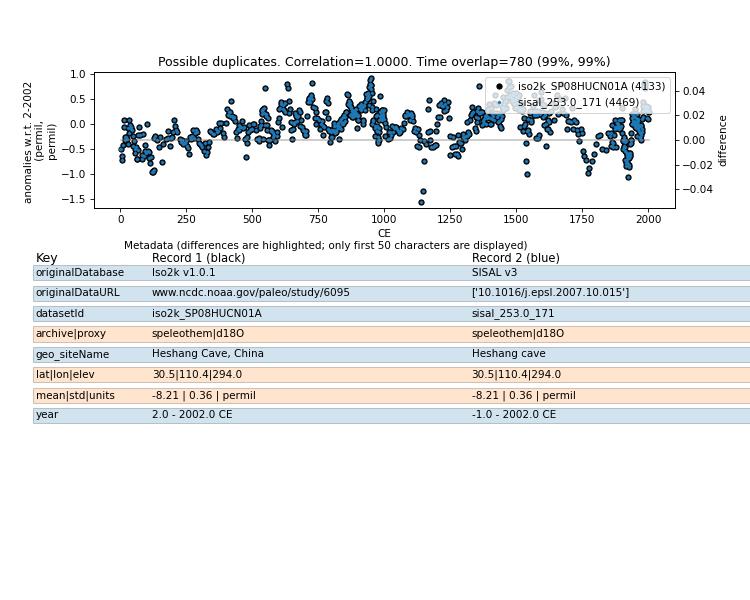 Possible duplicates. Correlation=1.0000. Time overlap=780 (99%, 99%)
anomalies w.r.t. 2-2002
(permil,
permil)
1.0
0.5
0.0
−0.5
−1.0
−1.5
iso2k_SP08HUCN01A (4133)
sisal_253.0_171 (4469)
0.04
0.02
0.00
−0.02
−0.04
difference
0 250 500 750 1000 1250 1500 1750 2000
CE
Metadata (differences are highlighted; only first 50 characters are displayed)
Key Record 1 (black) Record 2 (blue)
originalDatabase Iso2k v1.0.1 SISAL v3
originalDataURL www.ncdc.noaa.gov/paleo/study/6095 ['10.1016/j.epsl.2007.10.015']
datasetId iso2k_SP08HUCN01A sisal_253.0_171
archive|proxy speleothem|d18O speleothem|d18O
geo_siteName Heshang Cave, China Heshang cave
lat|lon|elev 30.5|110.4|294.0 30.5|110.4|294.0
mean|std|units -8.21 | 0.36 | permil -8.21 | 0.36 | permil
year 2.0 - 2002.0 CE -1.0 - 2002.0 CE